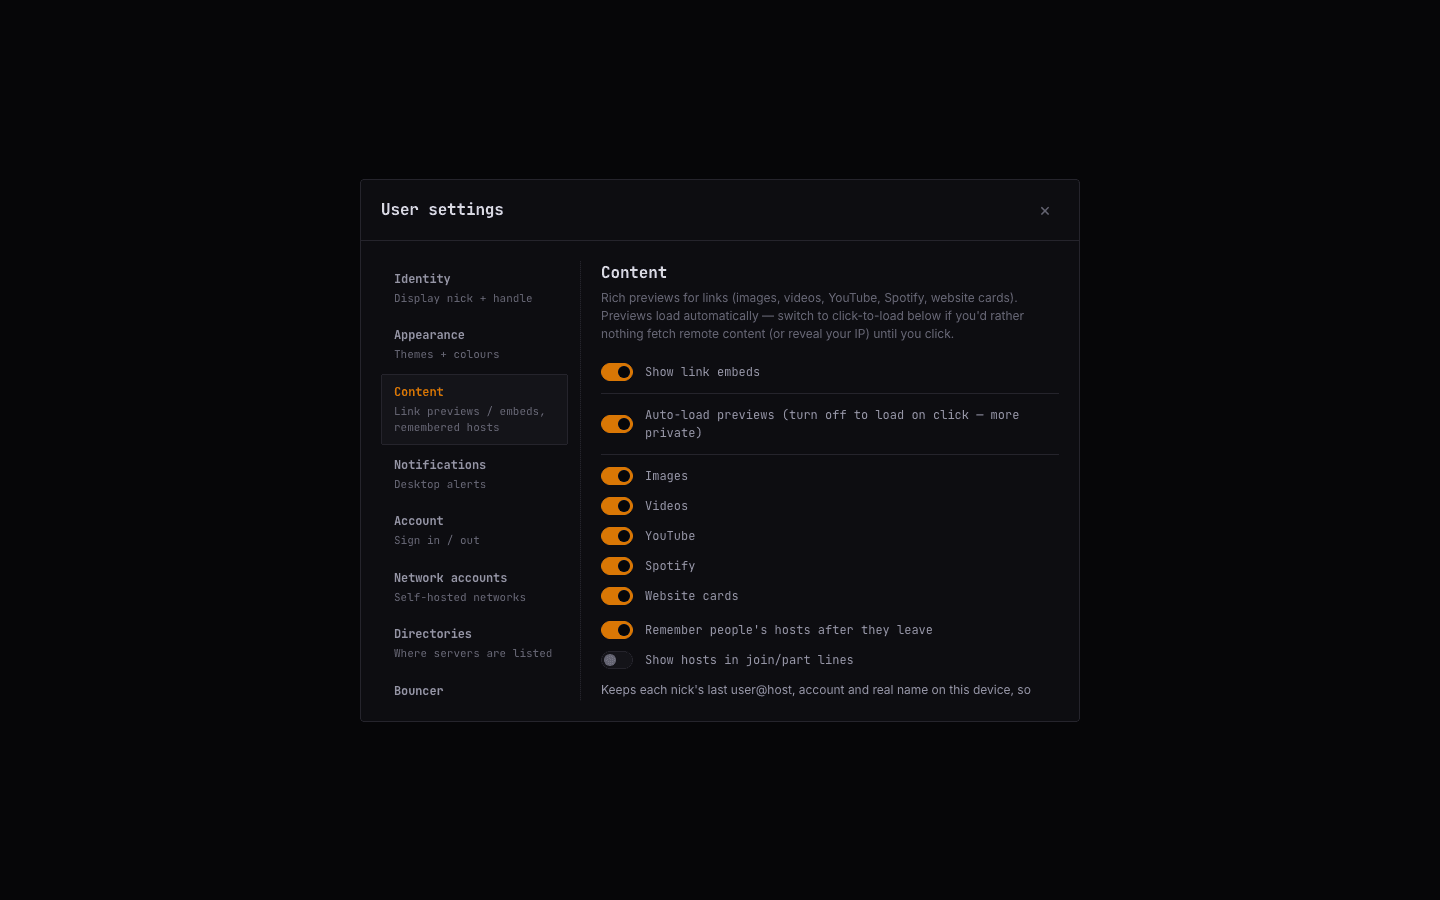 User settings
×
Identity
Display nick + handle
Appearance
Themes + colours
Content
Link previews / embeds,
remembered hosts
Notifications
Desktop alerts
Account
Sign in / out
Network accounts
Self-hosted networks
Directories
Where servers are listed
Bouncer
Content
Rich previews for links (images, videos, YouTube, Spotify, website cards).
Previews load automatically — switch to click-to-load below if you'd rather
nothing fetch remote content (or reveal your IP) until you click.
Show link embeds
Auto-load previews (turn off to load on click — more
private)
Images
Videos
YouTube
Spotify
Website cards
Remember people's hosts after they leave
Show hosts in join/part lines
Keeps each nick's last user@host, account and real name on this device, so